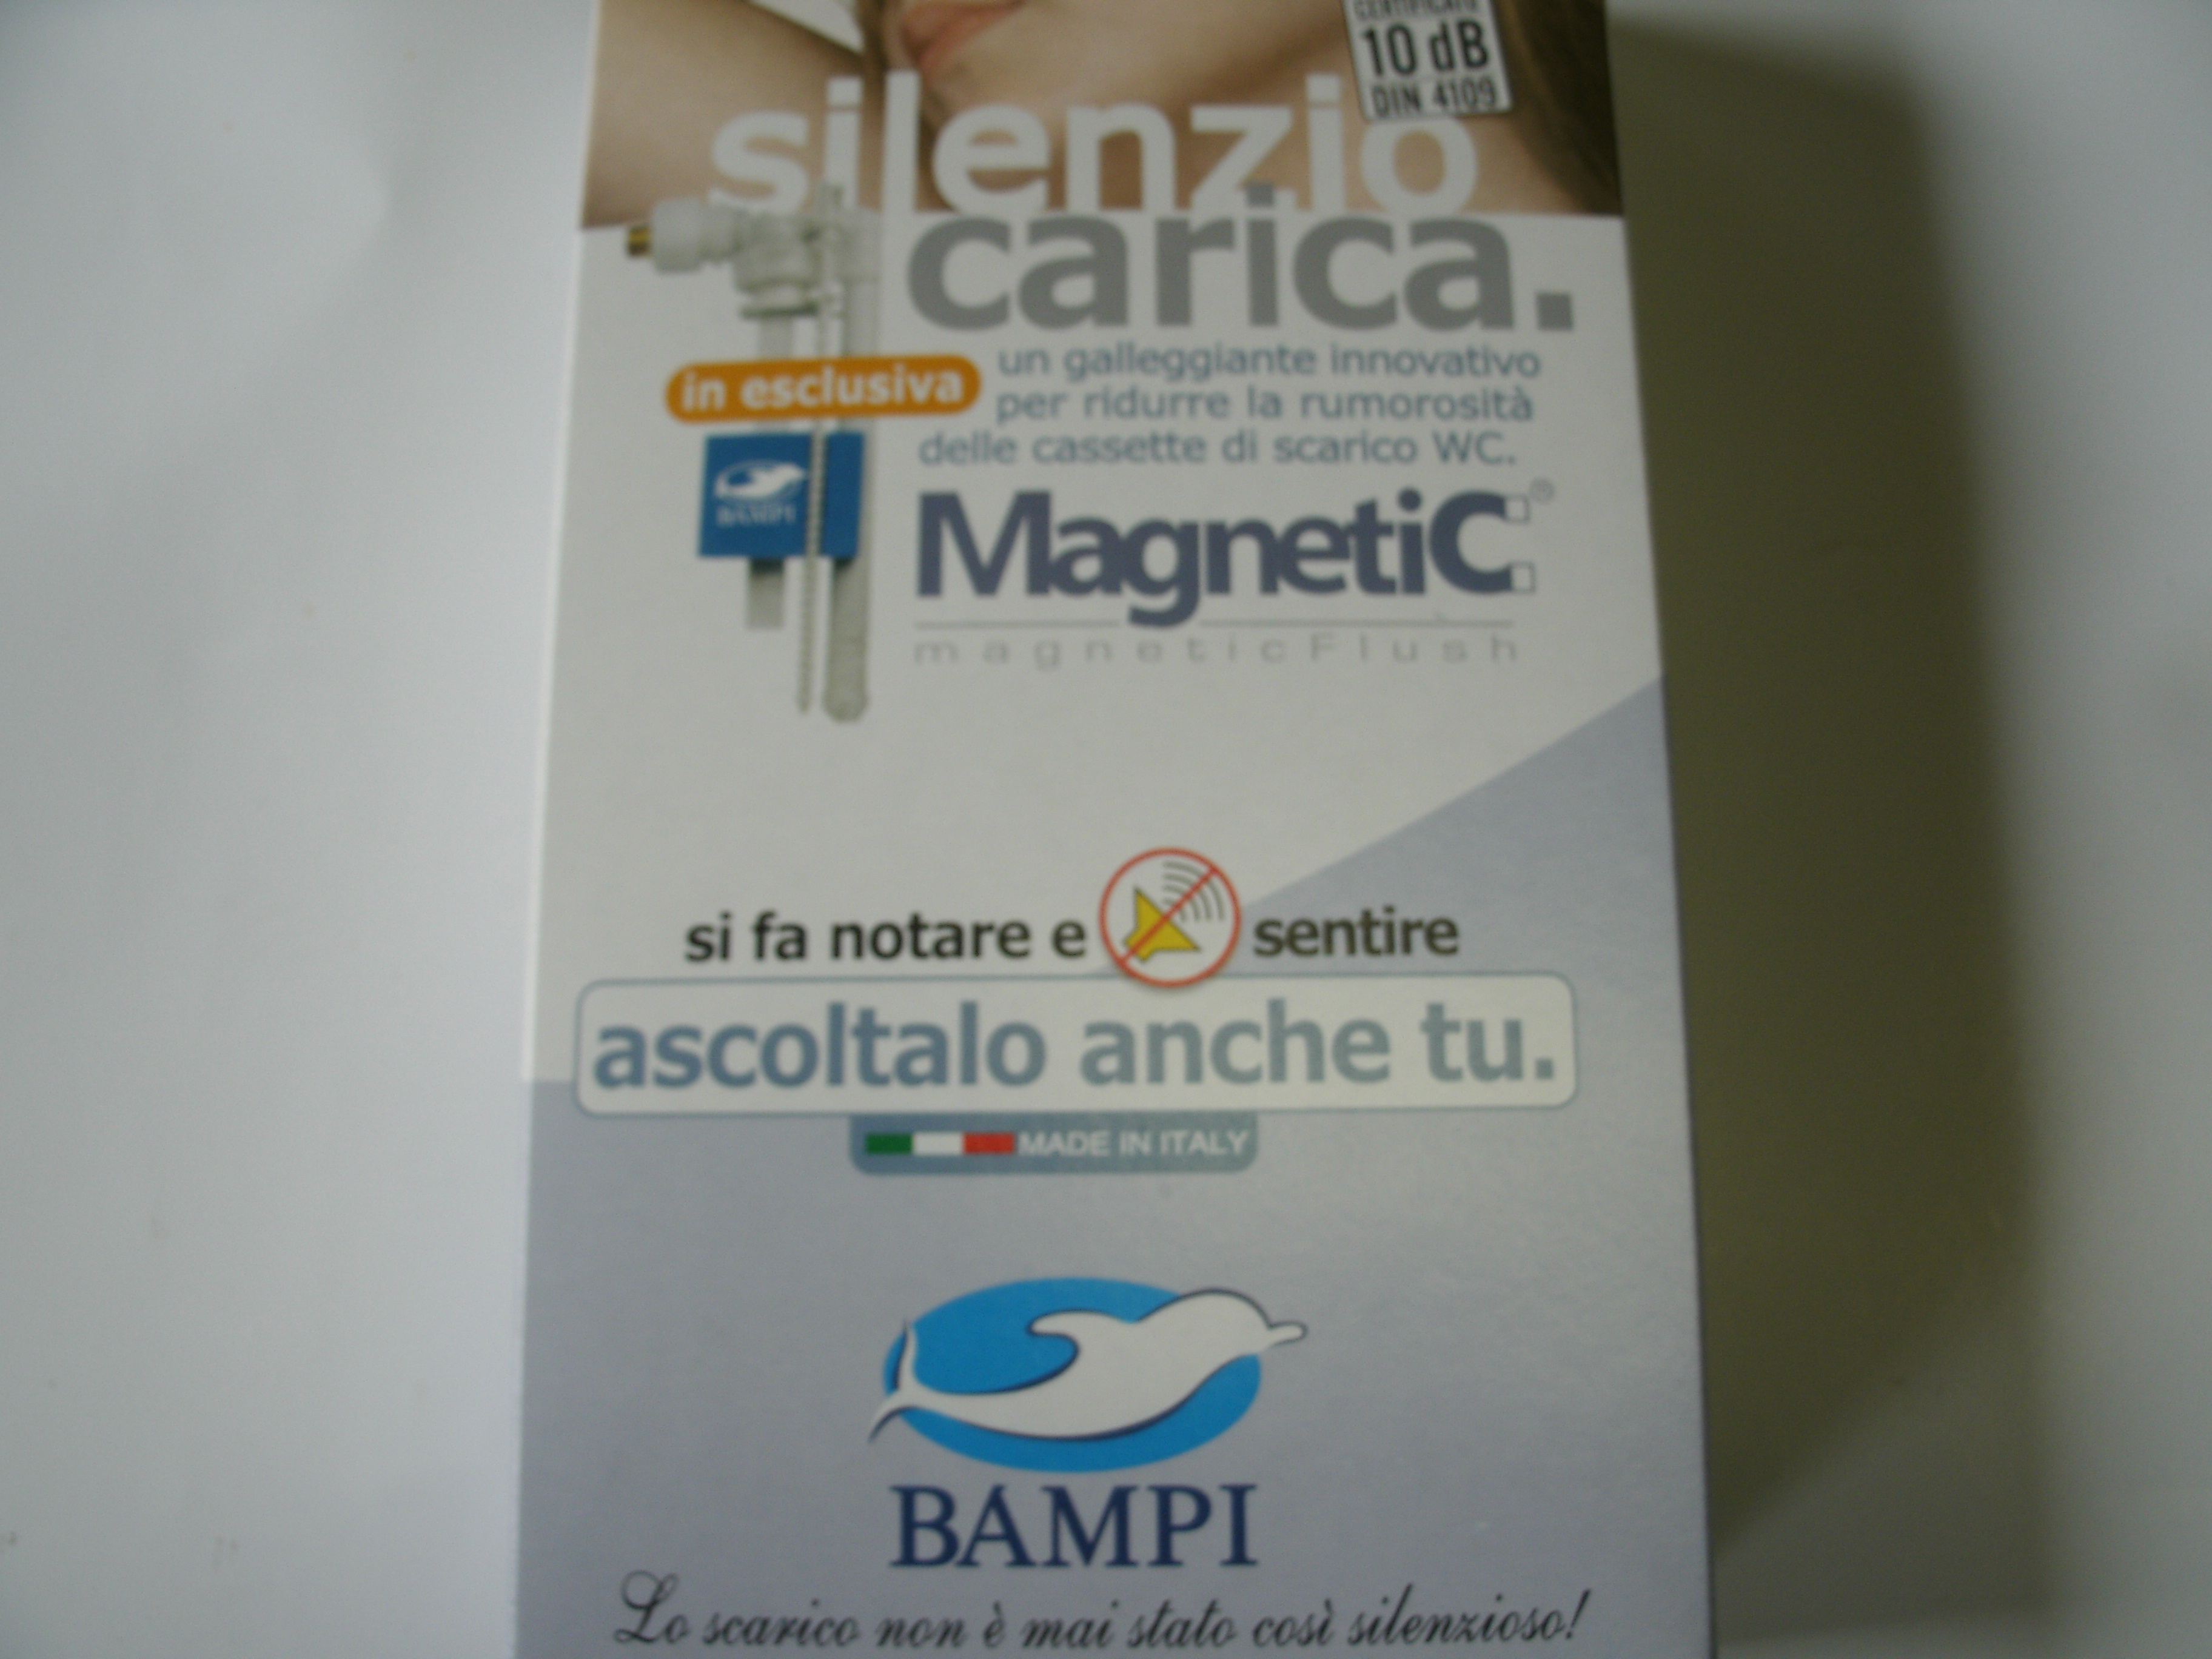 CERTIFICATO
10 dB
DIN 4109
silenzio
carica.
in esclusiva
un galleggiante innovativo
per ridurre la rumorosità
delle cassette di scarico WC.
BAMPI
MagnetiC®
magneticFlush
si fa notare e sentire
ascoltalo anche tu.
MADE IN ITALY
BAMPI
Lo scarico non è mai stato così silenzioso!